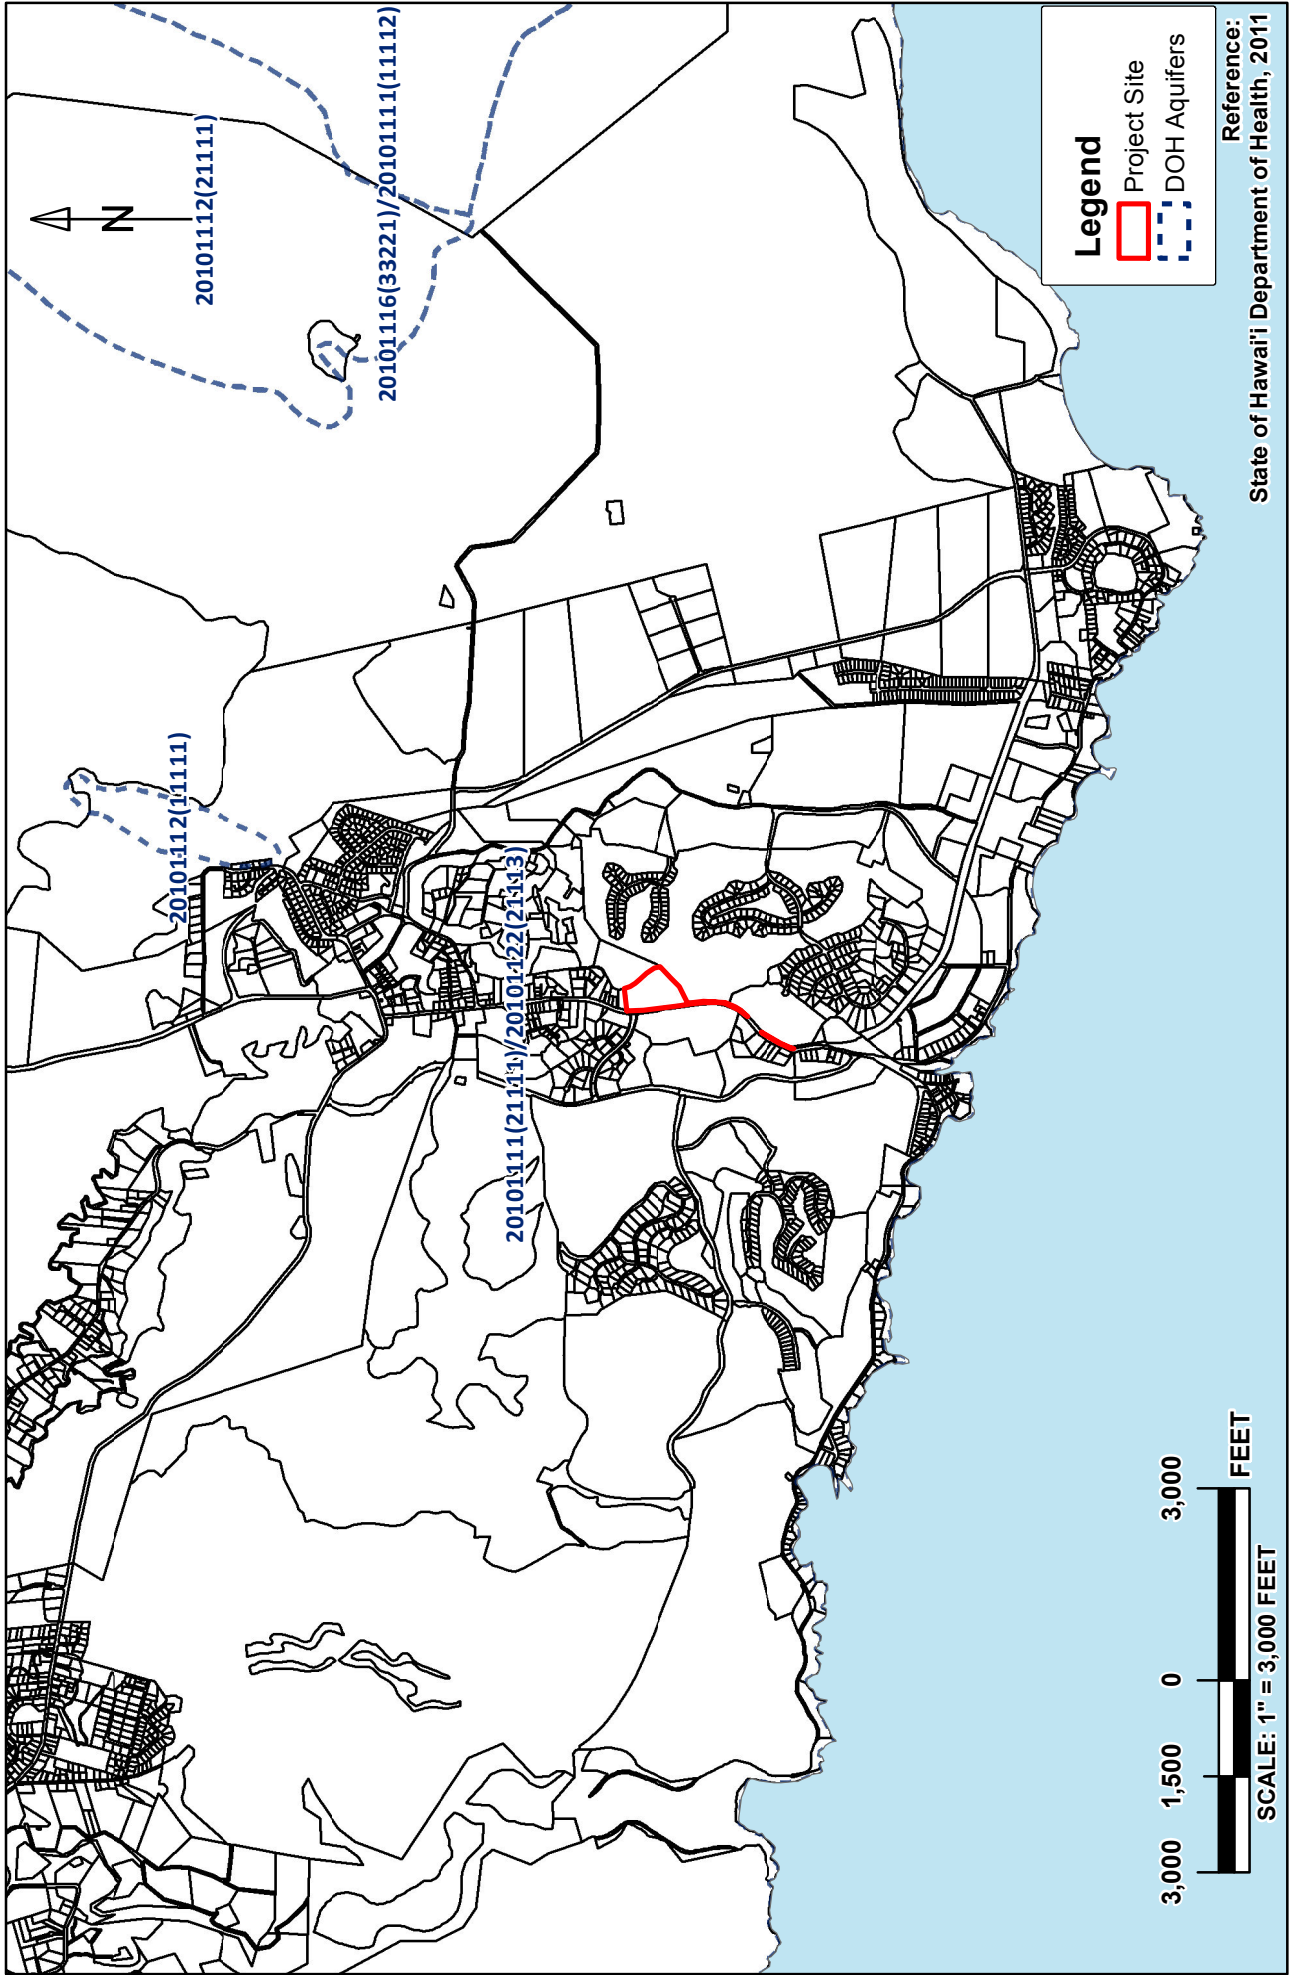 N
20101112(21111)
20101116(33221)/20101111(11112)
20101112(11111)
20101111(21111)/20101122(21113)
Legend
Project Site
DOH Aquifers
Reference:
State of Hawai'i Department of Health, 2011
3,000 1,500 0 3,000
FEET
SCALE: 1" = 3,000 FEET